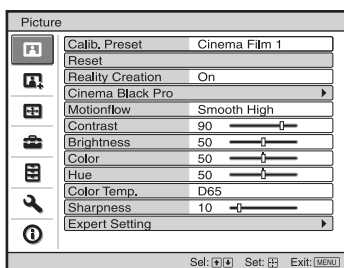 Picture
Calib. Preset Cinema Film 1
Reset
Reality Creation On
Cinema Black Pro
Motionflow Smooth High
Contrast 90
Brightness 50
Color 50
Hue 50
Color Temp. D65
Sharpness 10
Expert Setting
Sel: Set: Exit: MENU